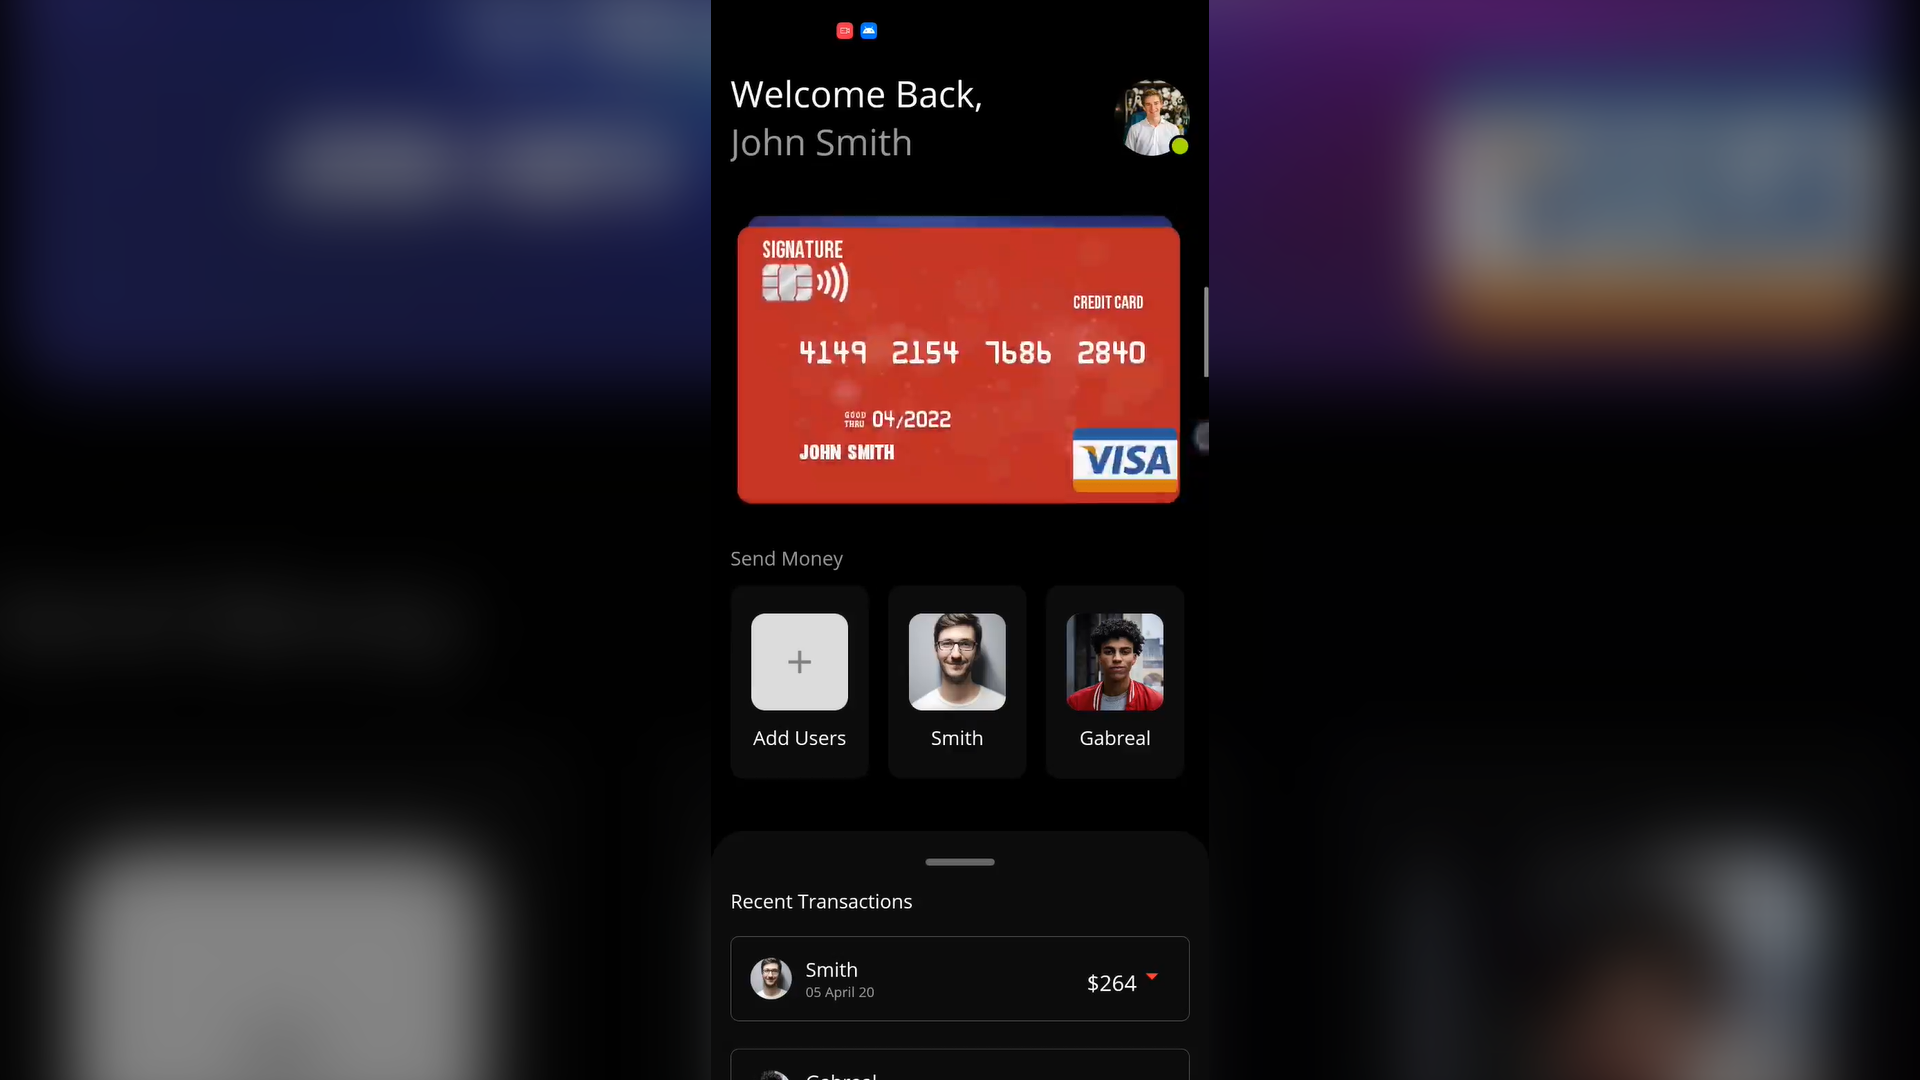 Welcome Back,
John Smith
SIGNATURE
CREDIT CARD
4149 2154 7686 2840
GOOD THRU 04/2022
JOHN SMITH
VISA
Send Money
Add Users
Smith
Gabreal
Recent Transactions
Smith
05 April 20
$264